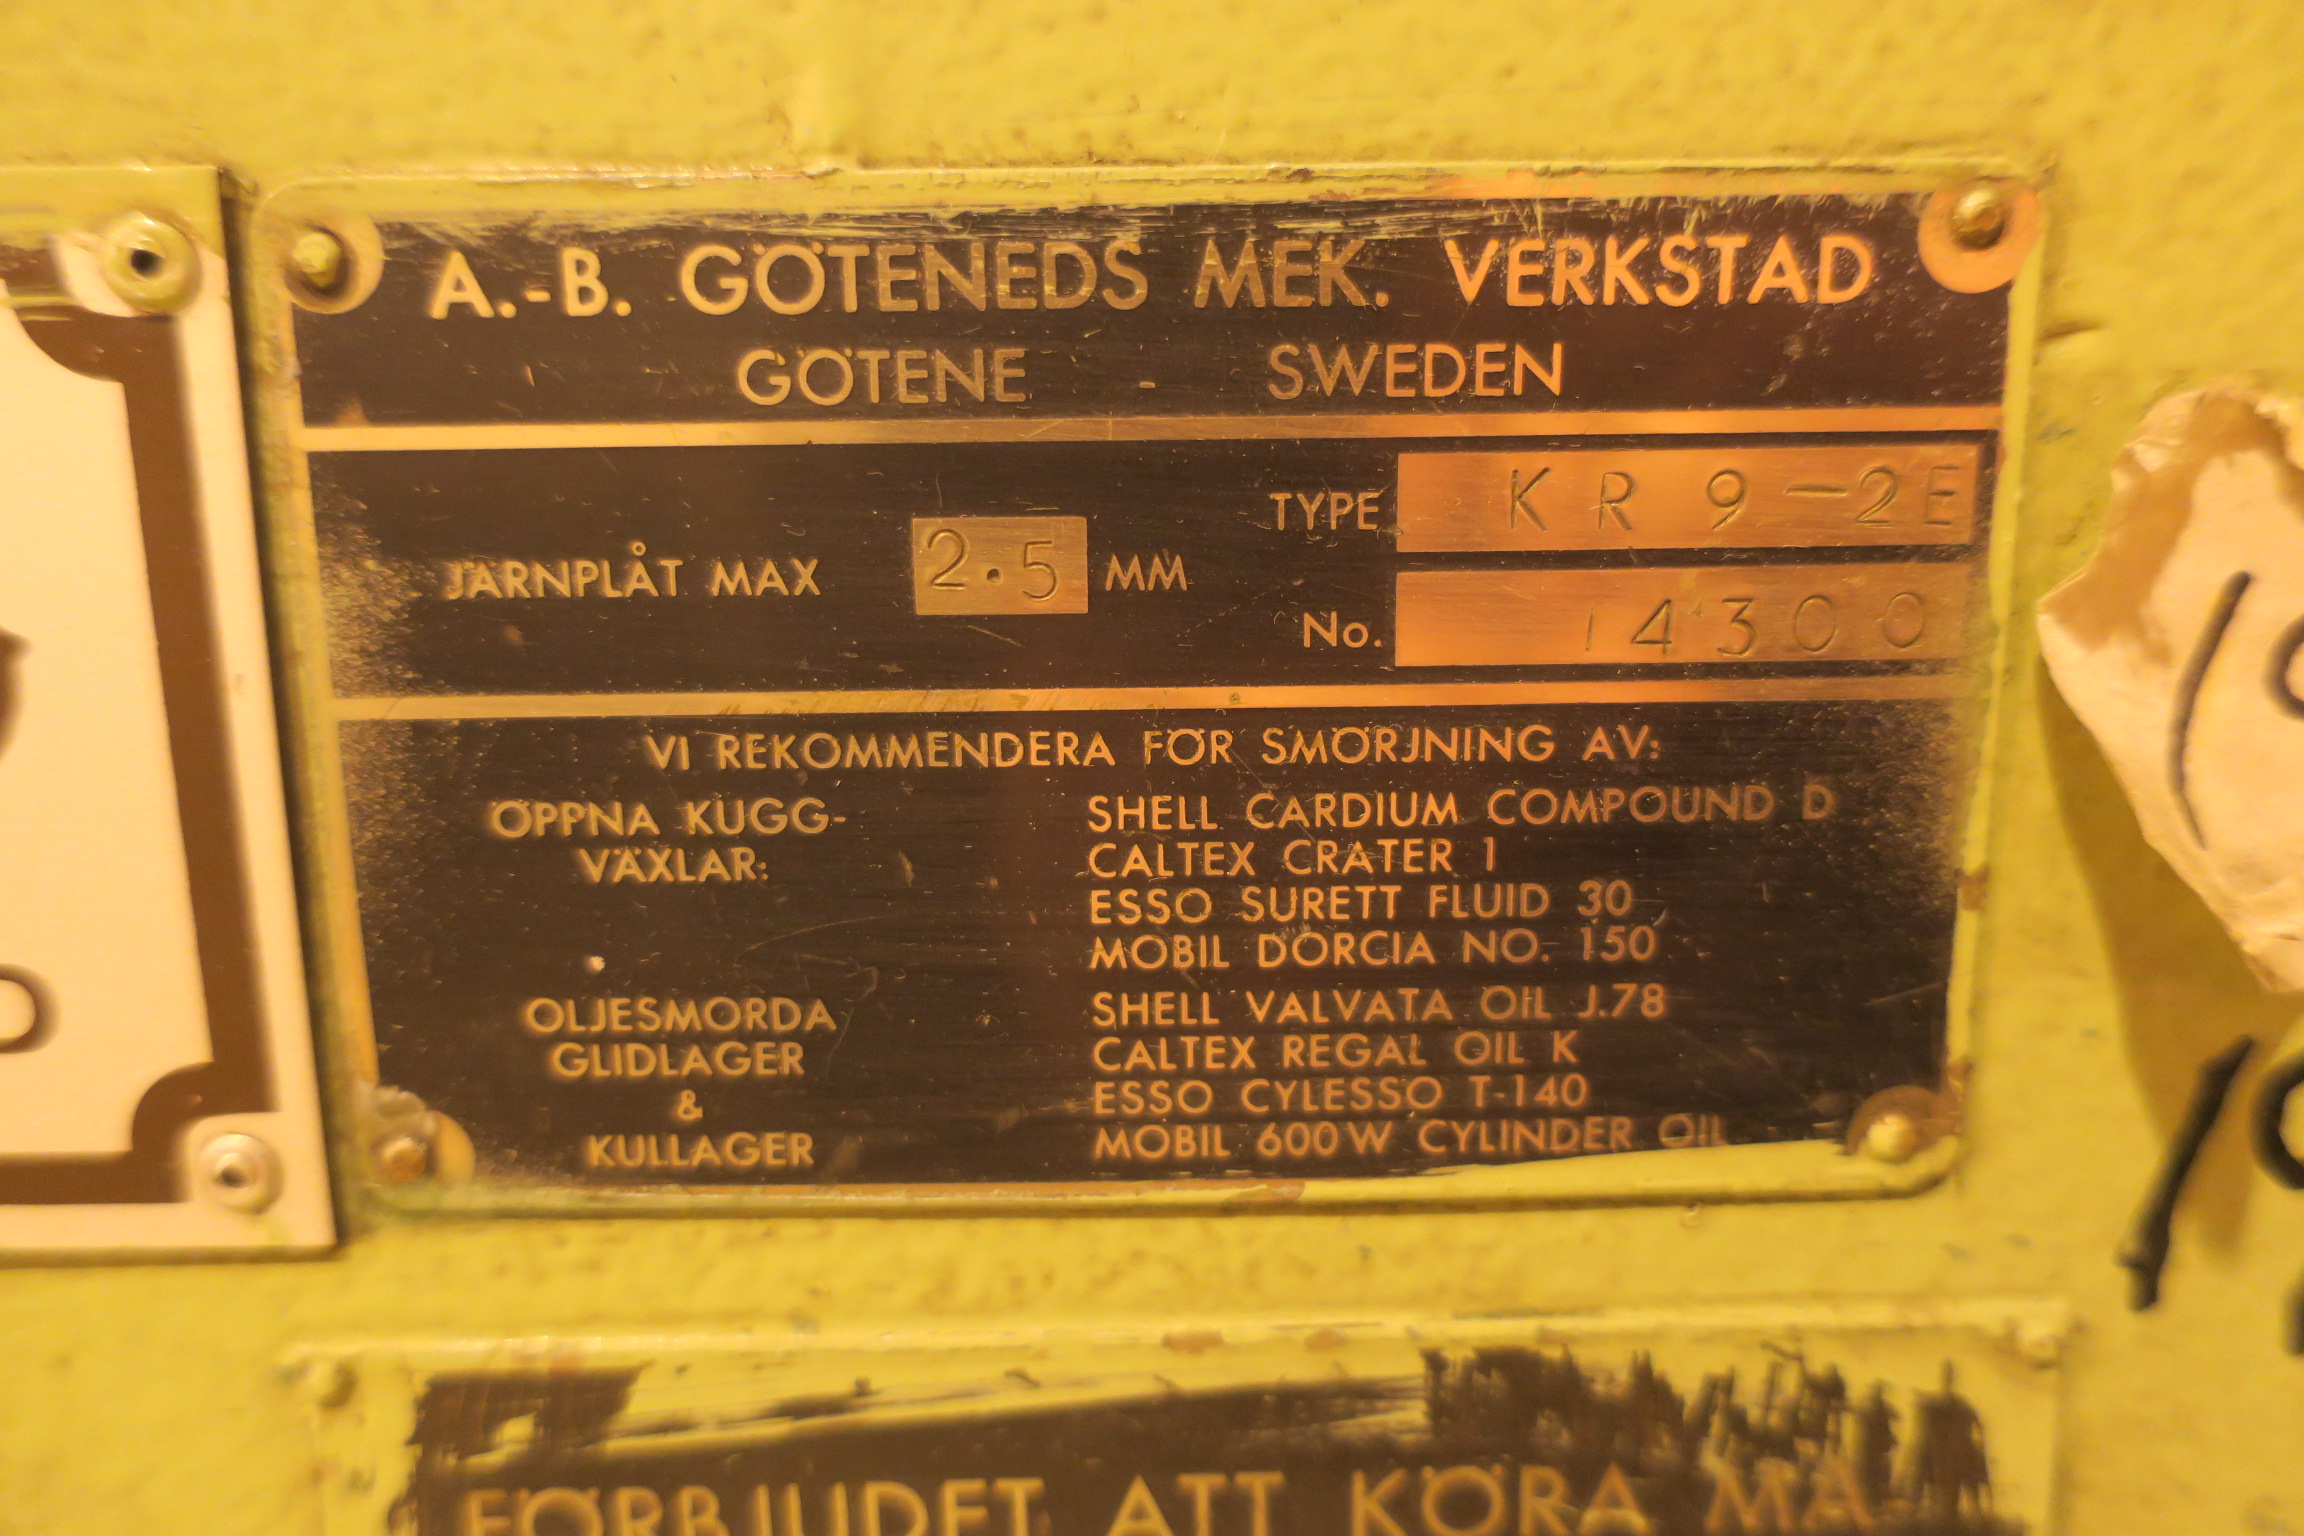 A.-B. GÖTENEDS MEK. VERKSTAD
GÖTENE - SWEDEN
JÄRNPLÅT MAX 2.5 MM
TYPE KR 9-2E
No. 14300
VI REKOMMENDERA FÖR SMÖRJNING AV:
ÖPPNA KUGG-
VÄXLAR:
SHELL CARDIUM COMPOUND D
CALTEX CRATER 1
ESSO SURETT FLUID 30
MOBIL DORCIA NO. 150
OLJESMORDA
GLIDLAGER
&
KULLAGER
SHELL VALVATA OIL J.78
CALTEX REGAL OIL K
ESSO CYLESSO T-140
MOBIL 600 W CYLINDER OIL
FÖRBJUDET ATT KÖRA